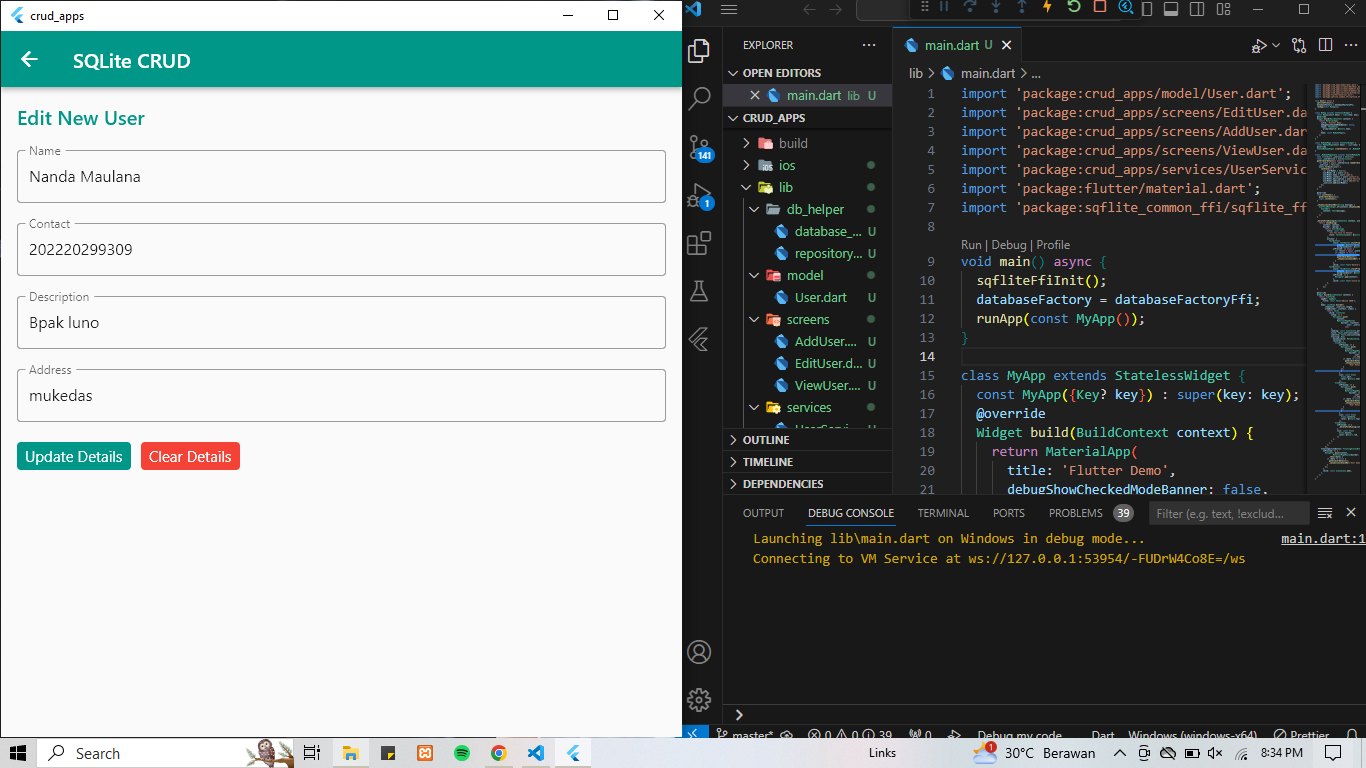 crud_apps
SQLite CRUD
Edit New User
Name
Nanda Maulana
Contact
202220299309
Description
Bpak luno
Address
mukedas
Update Details
Clear Details
EXPLORER
OPEN EDITORS
main.dart lib U
CRUD_APPS
build
ios
lib
db_helper
database_... U
repository... U
model
User.dart U
screens
AddUser.... U
EditUser.d... U
ViewUser.... U
services
OUTLINE
TIMELINE
DEPENDENCIES
141
1
main.dart U
lib > main.dart > ...
1 import 'package:crud_apps/model/User.dart';
2 import 'package:crud_apps/screens/EditUser.da
3 import 'package:crud_apps/screens/AddUser.dar
4 import 'package:crud_apps/screens/ViewUser.da
5 import 'package:crud_apps/services/UserServic
6 import 'package:flutter/material.dart';
7 import 'package:sqflite_common_ffi/sqflite_ff
8
Run | Debug | Profile
9 void main() async {
10 sqfliteFfiInit();
11 databaseFactory = databaseFactoryFfi;
12 runApp(const MyApp());
13 }
14
15 class MyApp extends StatelessWidget {
16 const MyApp({Key? key}) : super(key: key);
17 @override
18 Widget build(BuildContext context) {
19 return MaterialApp(
20 title: 'Flutter Demo',
21 debugShowCheckedModeBanner: false,
OUTPUT DEBUG CONSOLE TERMINAL PORTS PROBLEMS 39 Filter (e.g. text, !exclud...
Launching lib\main.dart on Windows in debug mode... main.dart:1
Connecting to VM Service at ws://127.0.0.1:53954/-FUDrW4Co8E=/ws
master* 0 0 39 0 Debug my code Dart Windows (windows-x64) Prettier
Search
Links
1
30°C Berawan
8:34 PM